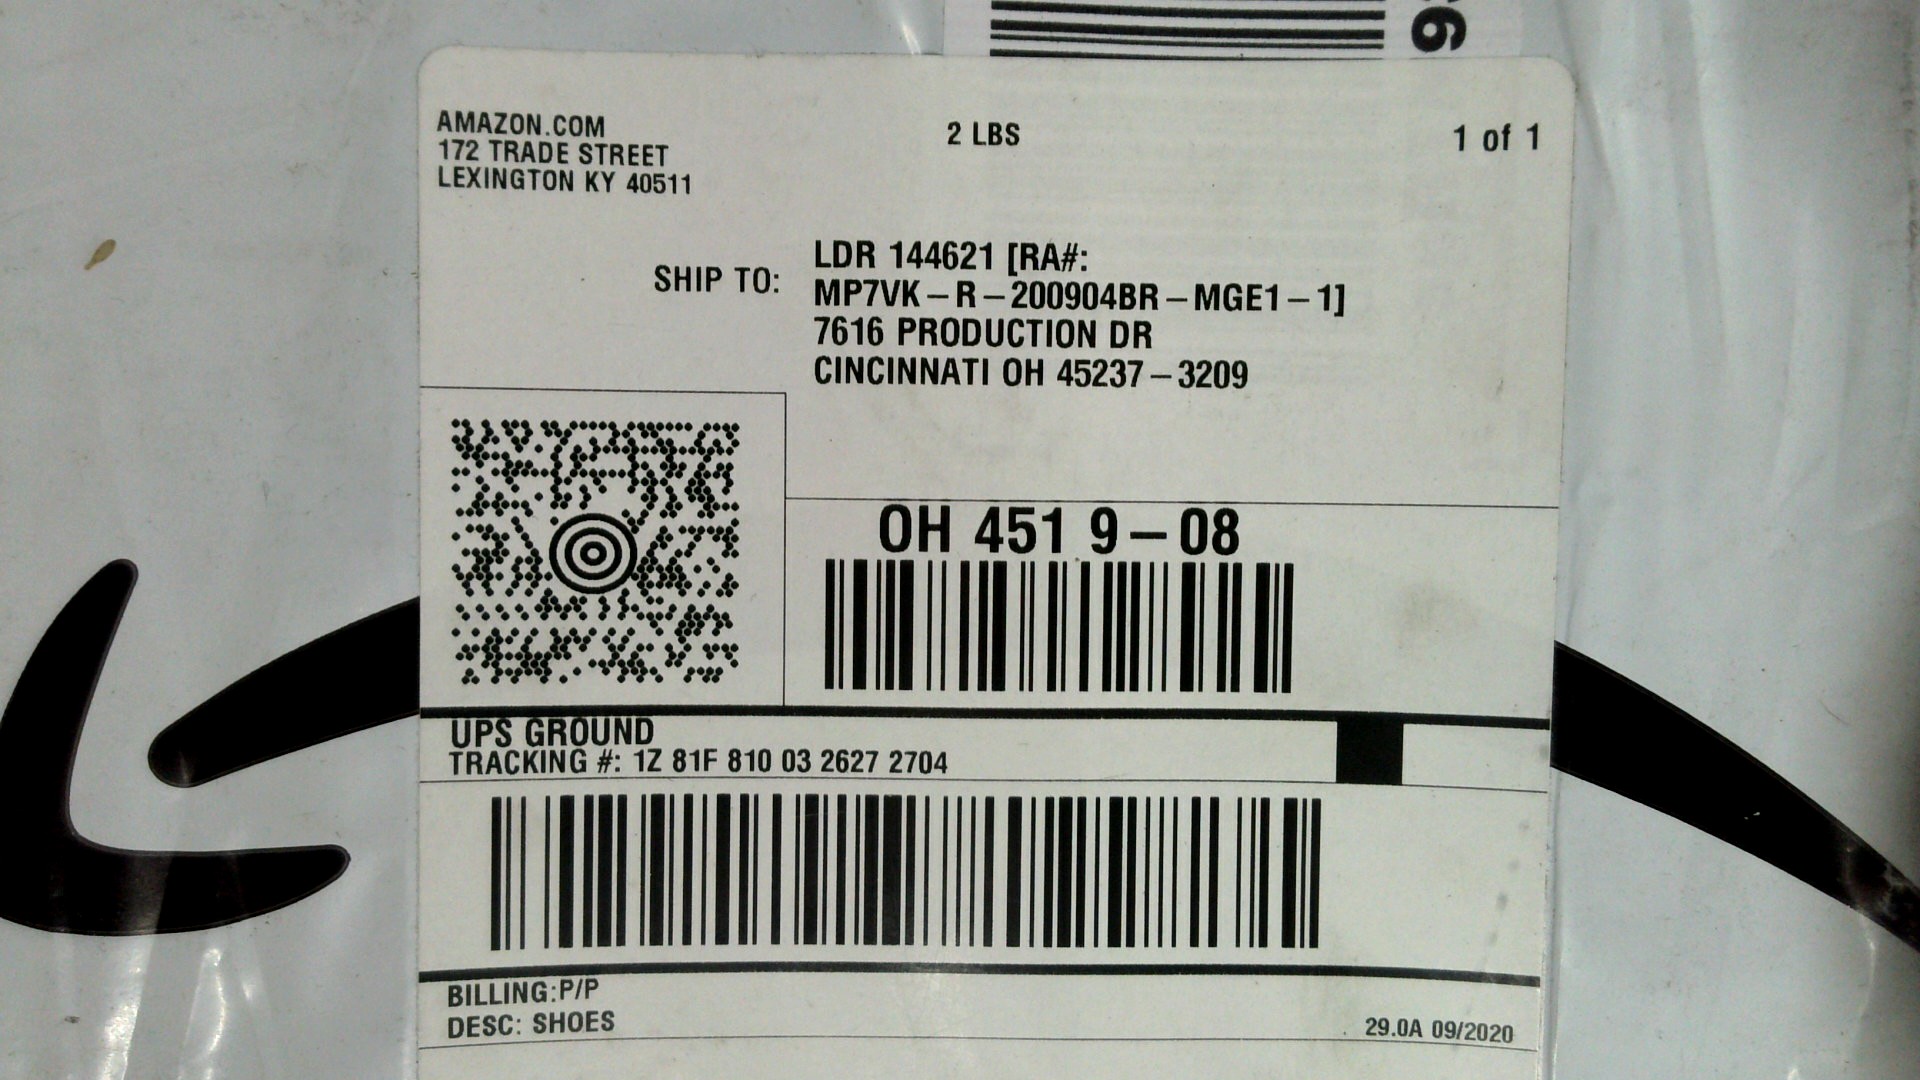 6
AMAZON.COM
172 TRADE STREET
LEXINGTON KY 40511
2 LBS
1 of 1
SHIP TO:
LDR 144621 [RA#:
MP7VK-R-200904BR-MGE1-1]
7616 PRODUCTION DR
CINCINNATI OH 45237-3209
OH 451 9-08
UPS GROUND
TRACKING #: 1Z 81F 810 03 2627 2704
BILLING:P/P
DESC: SHOES
29.0A 09/2020